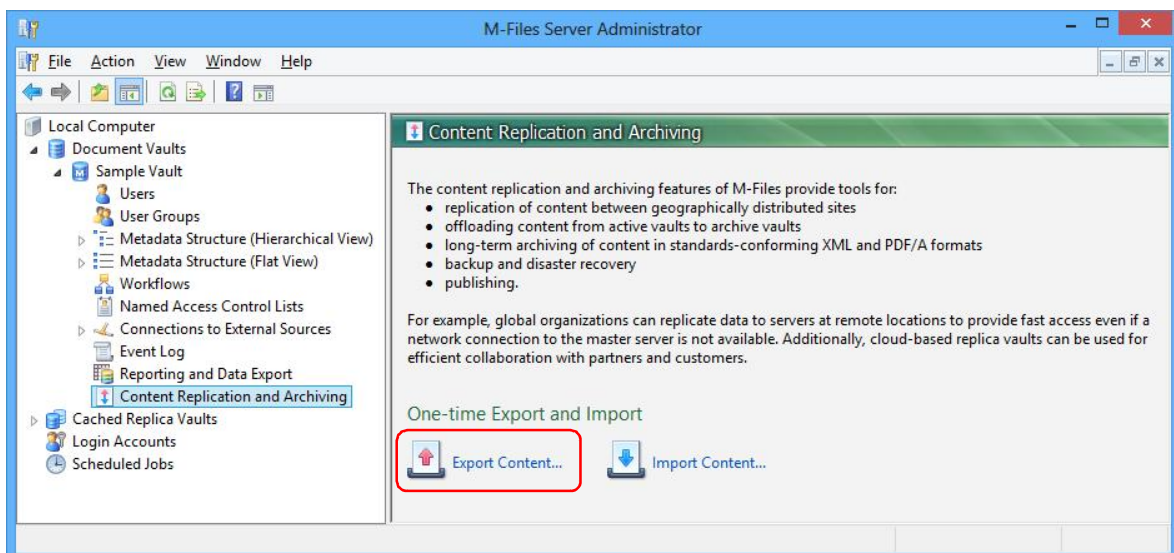 M-Files Server Administrator
File Action View Window Help
Local Computer
Document Vaults
Sample Vault
Users
User Groups
Metadata Structure (Hierarchical View)
Metadata Structure (Flat View)
Workflows
Named Access Control Lists
Connections to External Sources
Event Log
Reporting and Data Export
Content Replication and Archiving
Cached Replica Vaults
Login Accounts
Scheduled Jobs
Content Replication and Archiving
The content replication and archiving features of M-Files provide tools for:
• replication of content between geographically distributed sites
• offloading content from active vaults to archive vaults
• long-term archiving of content in standards-conforming XML and PDF/A formats
• backup and disaster recovery
• publishing.
For example, global organizations can replicate data to servers at remote locations to provide fast access even if a
network connection to the master server is not available. Additionally, cloud-based replica vaults can be used for
efficient collaboration with partners and customers.
One-time Export and Import
Export Content... Import Content...